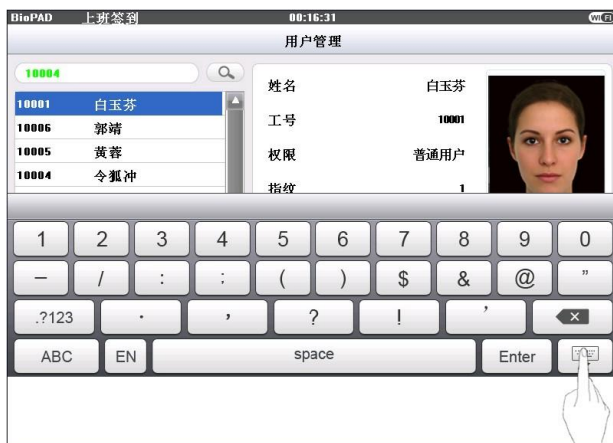 BioPAD 上班签到 00:16:31 WIFI
用户管理
10004
10001 白玉芬
10006 郭靖
10005 黄蓉
10004 令狐冲
姓名 白玉芬
工号 10001
权限 普通用户
指纹 1
1 2 3 4 5 6 7 8 9 0
— / : ; ( ) $ & @ ”
.?123 · , ? ! ’
ABC EN space Enter